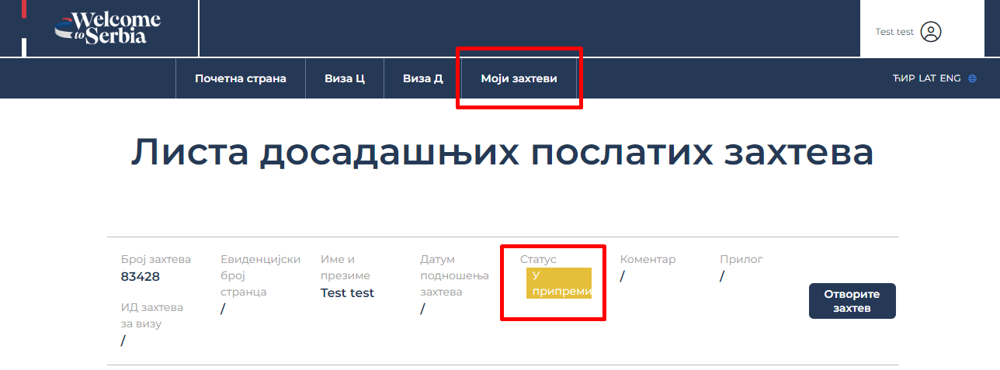 Welcome
to Serbia
Test test
Почетна страна
Виза Ц
Виза Д
Моји захтеви
ЋИР LAT ENG
Листа досадашњих послатих захтева
Број захтева
83428
ИД захтева
за визу
/
Евиденцијски
број
странца
/
Име и
презиме
Test test
Датум
подношења
захтева
/
Статус
У
припреми
Коментар
/
Прилог
/
Отворите
захтев